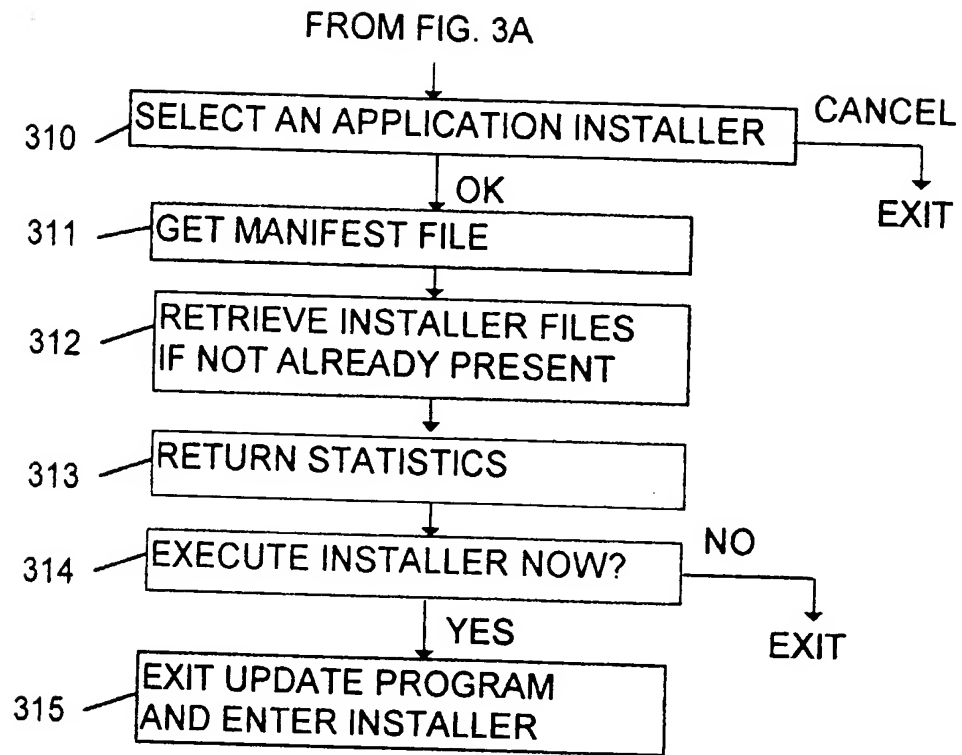 FROM FIG. 3A
310
SELECT AN APPLICATION INSTALLER
CANCEL
EXIT
OK
311
GET MANIFEST FILE
312
RETRIEVE INSTALLER FILES
IF NOT ALREADY PRESENT
313
RETURN STATISTICS
314
EXECUTE INSTALLER NOW?
NO
EXIT
YES
315
EXIT UPDATE PROGRAM
AND ENTER INSTALLER